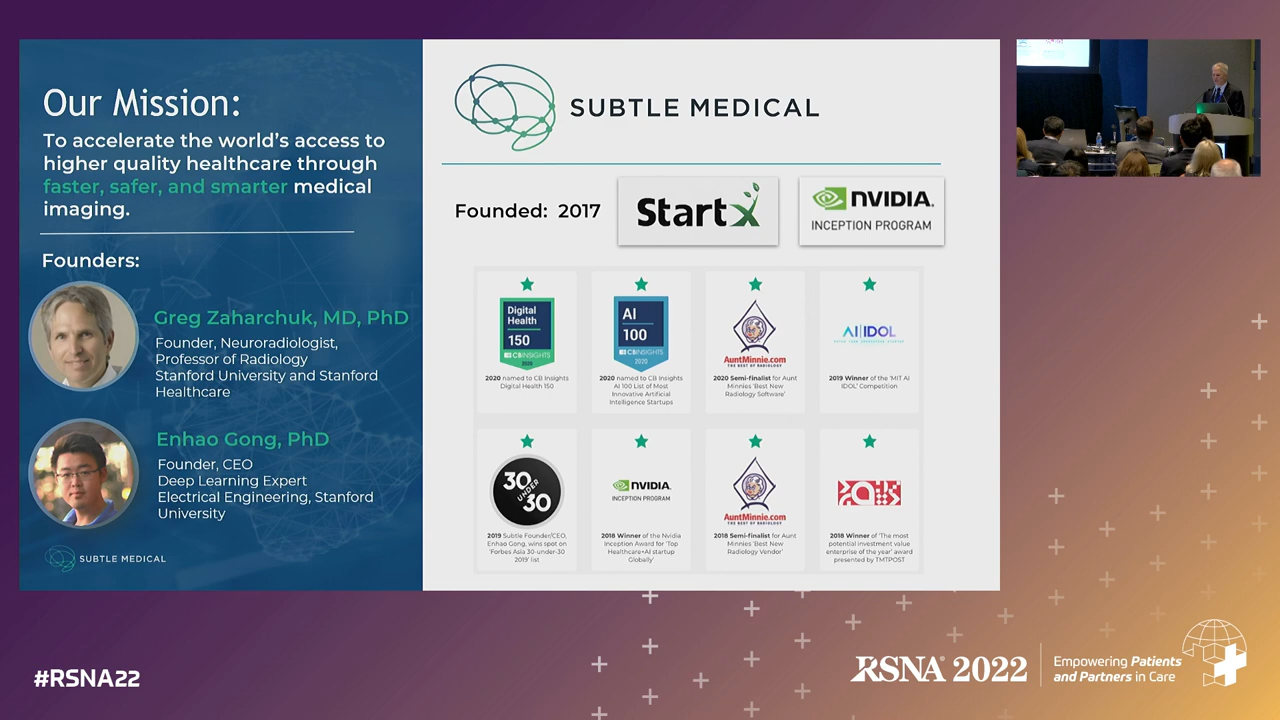 Our Mission:
To accelerate the world's access to
higher quality healthcare through
faster, safer, and smarter medical
imaging.
Founders:
Greg Zaharchuk, MD, PhD
Founder, Neuroradiologist,
Professor of Radiology
Stanford University and Stanford
Healthcare
Enhao Gong, PhD
Founder, CEO
Deep Learning Expert
Electrical Engineering, Stanford
University
SUBTLE MEDICAL
SUBTLE MEDICAL
Founded: 2017
StartX
NVIDIA.
INCEPTION PROGRAM
Digital
Health
150
CBINSIGHTS
2020
2020 named to CB Insights
Digital Health 150
AI
100
CBINSIGHTS
2020
2020 named to CB Insights
AI 100 List of Most
Innovative Artificial
Intelligence Startups
AuntMinnie.com
THE BEST OF RADIOLOGY
2020 Semi-finalist for Aunt
Minnies 'Best New
Radiology Software'
AI IDOL
2019 Winner of the 'MIT AI
IDOL' Competition
30
UNDER
30
2019 Subtle Founder/CEO,
Enhao Gong, wins spot on
'Forbes Asia 30-under-30
2019' list
NVIDIA.
INCEPTION PROGRAM
2018 Winner of the Nvidia
Inception Award for 'Top
Healthcare+AI startup
Globally'
AuntMinnie.com
THE BEST OF RADIOLOGY
2018 Semi-finalist for Aunt
Minnies 'Best New
Radiology Vendor'
2018 Winner of 'The most
potential investment value
enterprise of the year' award
presented by TMTPOST
#RSNA22
RSNA® 2022
Empowering Patients
and Partners in Care